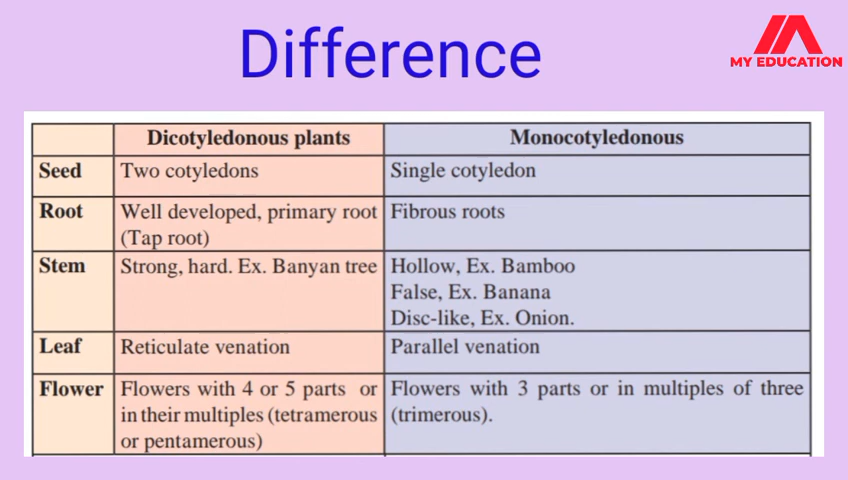 Difference
MY EDUCATION
Dicotyledonous plants Monocotyledonous
Seed Two cotyledons Single cotyledon
Root Well developed, primary root Fibrous roots
(Tap root)
Stem Strong, hard. Ex. Banyan tree Hollow, Ex. Bamboo
False, Ex. Banana
Disc-like, Ex. Onion.
Leaf Reticulate venation Parallel venation
Flower Flowers with 4 or 5 parts or Flowers with 3 parts or in multiples of three
in their multiples (tetramerous (trimerous).
or pentamerous)